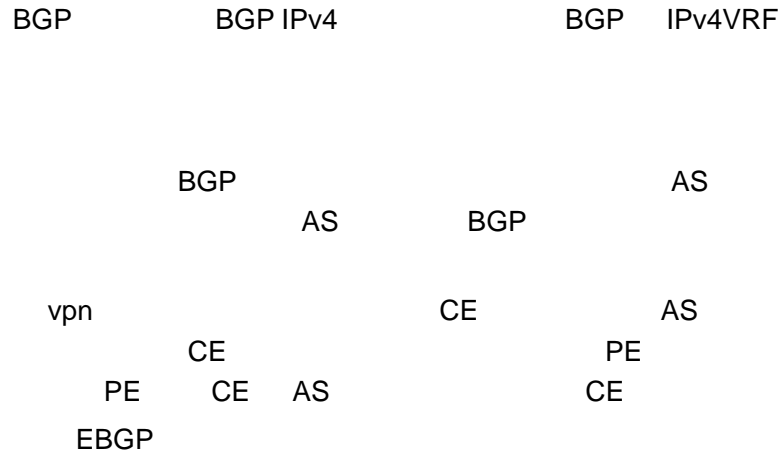 BGP BGP IPv4 BGP IPv4VRF
BGP AS
AS BGP
vpn CE AS
CE PE
PE CE AS CE
EBGP